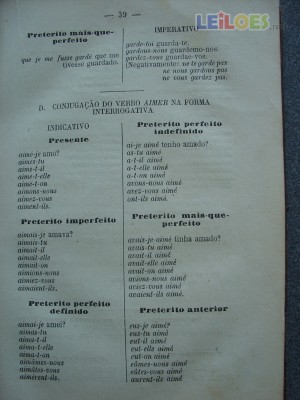 — 39 —
LEiLOES
Preterito mais-que-
perfeito
que je me fusse gardé que me
tivesse guardado.
IMPERATIVO
garde-toi guarda-te.
gardons-nous guardemo-nos.
gardez-vous guardae-vos.
(Negativamente: ne te garde pas
ne nous gardons pas
ne vous gardez pas
D. CONJUGAÇÃO DO VERBO AIMER NA FORMA
INTERROGATIVA
INDICATIVO
Presente
aimé-je amo?
aimes-tu
aime-t-il
aime-t-elle
aime-t-on
aimons-nous
aimez-vous
aiment-ils.
Preterito imperfeito
aimais-je amava?
aimais-tu
aimait-il
aimait-elle
aimait-on
aimions-nous
aimiez-vous
aimaient-ils.
Preterito perfeito
definido
aimai-je amei?
aimas-tu
aima-t-il
aima-t-elle
aima-t-on
aimâmes-nous
aimâtes-vous
aimèrent-ils.
Preterito perfeito
indefinido
ai-je aimé tenho amado?
as-tu aimé
a-t-il aimé
a-t-elle aimé
a-t-on aimé
avons-nous aimé
avez-vous aimé
ont-ils aimé.
Preterito mais-que-
perfeito
avais-je aimé tinha amado?
avais-tu aimé
avait-il aimé
avait-elle aimé
avait-on aimé
avions-nous aimé
aviez-vous aimé
avaient-ils aimé.
Preterito anterior
eus-je aimé?
eus-tu aimé
eut-il aimé
eut-elle aimé
eut-on aimé
eûmes-nous aimé
eûtes-vous aimé
eurent-ils aimé